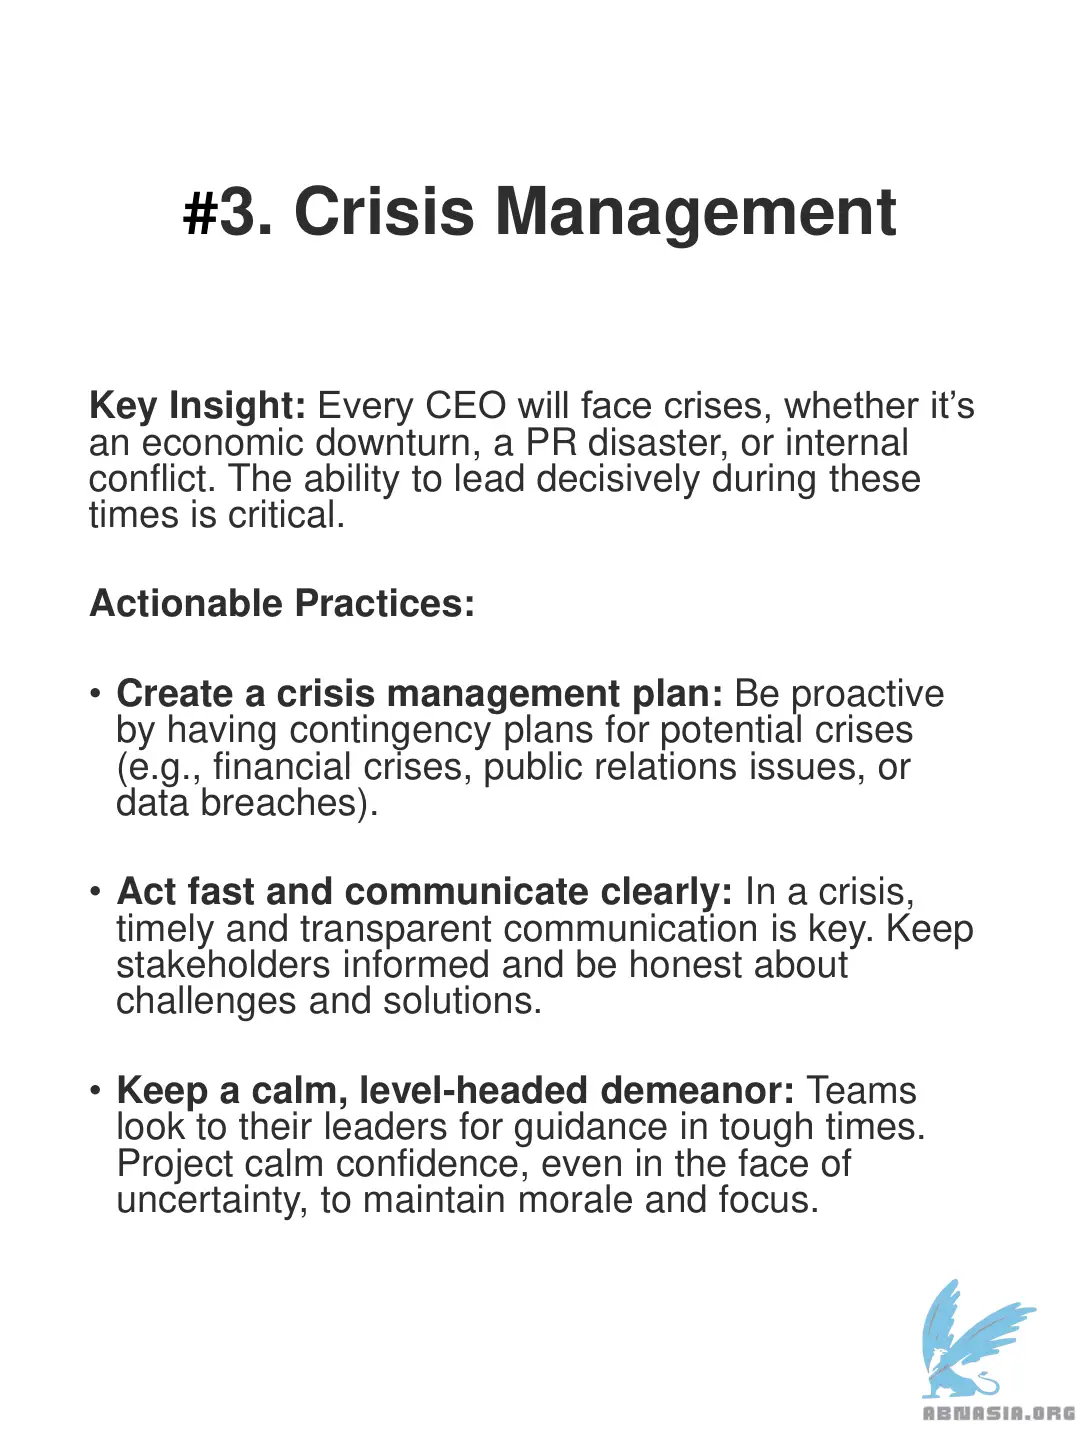 #3. Crisis Management
Key Insight: Every CEO will face crises, whether it’s
an economic downturn, a PR disaster, or internal
conflict. The ability to lead decisively during these
times is critical.
Actionable Practices:
• Create a crisis management plan: Be proactive
by having contingency plans for potential crises
(e.g., financial crises, public relations issues, or
data breaches).
• Act fast and communicate clearly: In a crisis,
timely and transparent communication is key. Keep
stakeholders informed and be honest about
challenges and solutions.
• Keep a calm, level-headed demeanor: Teams
look to their leaders for guidance in tough times.
Project calm confidence, even in the face of
uncertainty, to maintain morale and focus.
ABNASIA.ORG